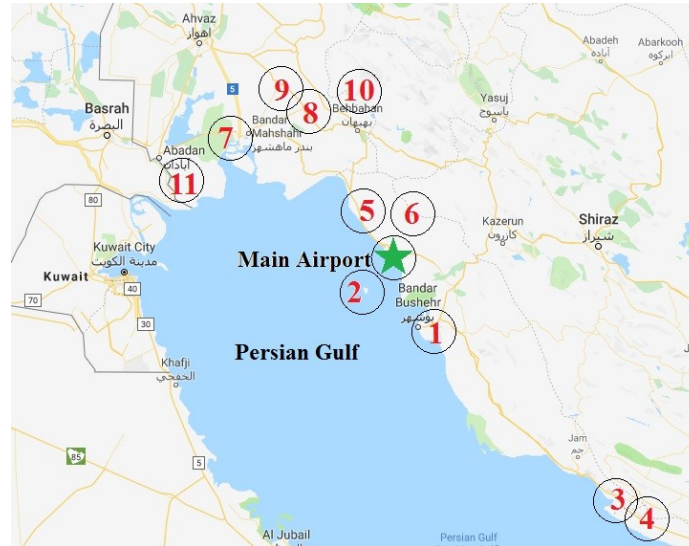 Ahvaz
اهواز
Abadeh
آباده
Abarkooh
ابرکوه
5
9
10
8
Behbahan
بهبهان
Yasuj
یاسوج
Basrah
البصرة
7
Bandar
Mahshahr
بندر ماهشهر
Abadan
آبادان
11
80
5
6
Kazerun
کازرون
Shiraz
شیراز
Kuwait City
مدينة الكويت
Kuwait
40
70
30
Main Airport
2
Bandar
Bushehr
بوشهر
1
Persian Gulf
Khafji
الخفجي
Jam
جم
85
5
3
4
Al Jubail
Persian Gulf